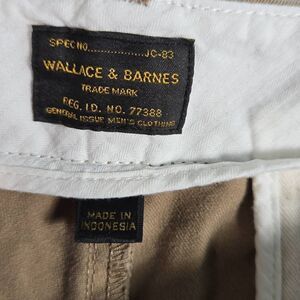 SPEC NO. .................. JC-83
WALLACE & BARNES
TRADE MARK
REG. I.D. NO. 77388
GENERAL ISSUE MEN'S CLOTHING
MADE IN
INDONESIA